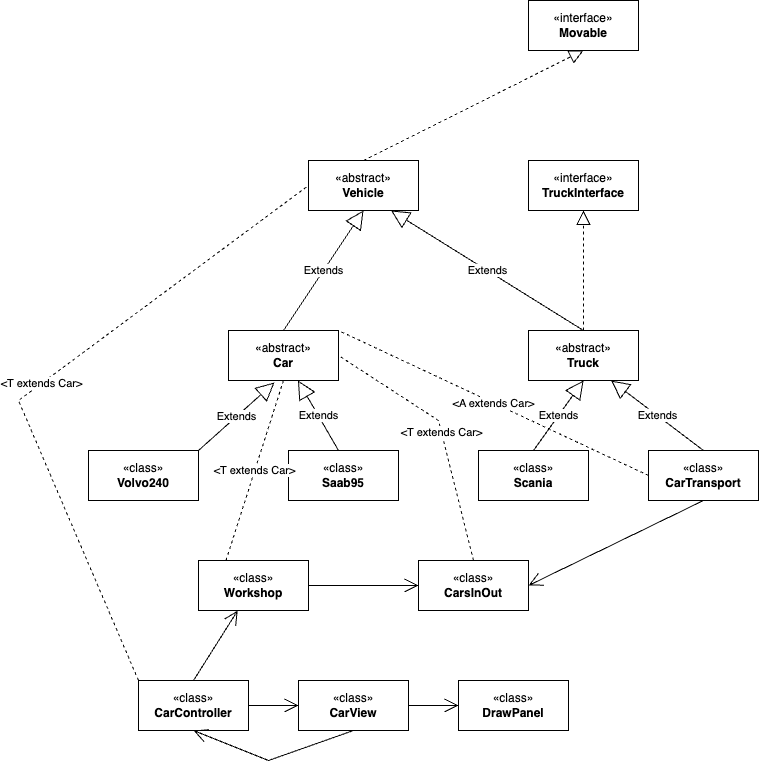 «interface»
Movable
«abstract»
Vehicle
«interface»
TruckInterface
Extends
Extends
«abstract»
Car
«abstract»
Truck
<T extends Car>
<A extends Car>
Extends
Extends
Extends
Extends
<T extends Car>
«class»
Volvo240
<T extends Car>
«class»
Saab95
«class»
Scania
«class»
CarTransport
«class»
Workshop
«class»
CarsInOut
«class»
CarController
«class»
CarView
«class»
DrawPanel